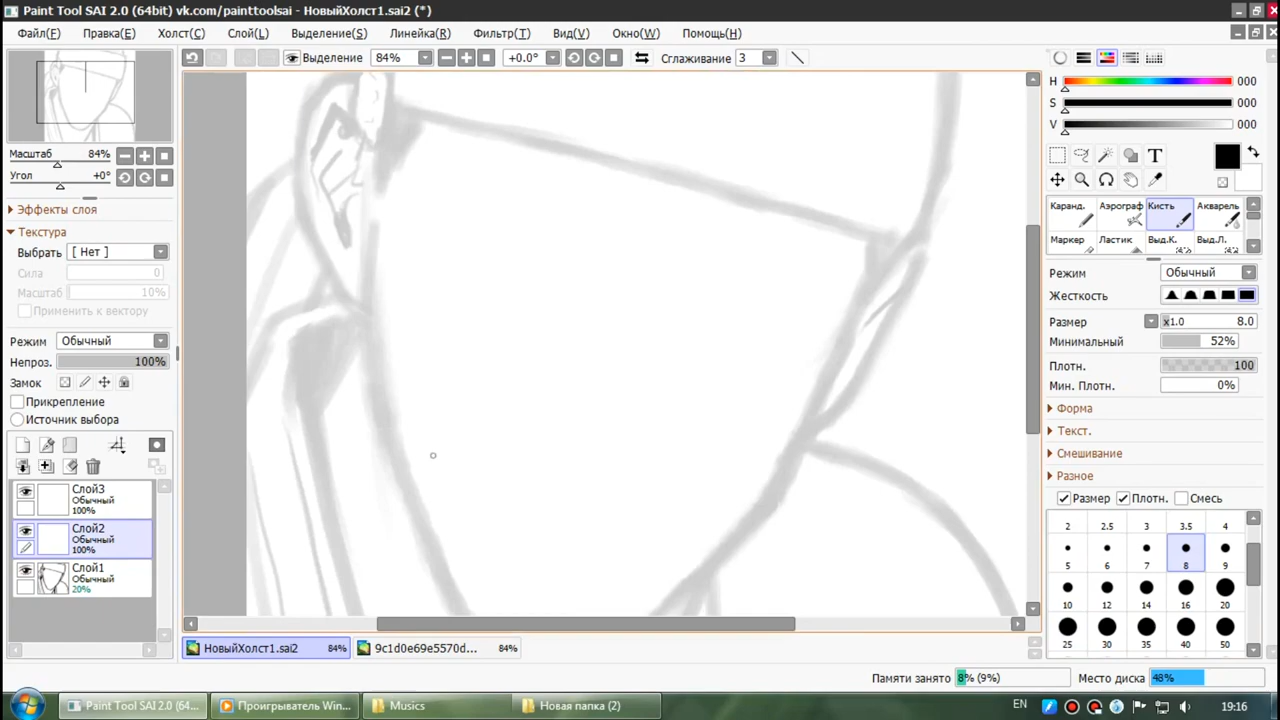 Paint Tool SAI 2.0 (64bit) vk.com/painttoolsai - НовыйХолст1.sai2 (*)
Файл(F) Правка(E) Холст(C) Слой(L) Выделение(S) Линейка(R) Фильтр(T) Вид(V) Окно(W) Помощь(H)
Выделение 84% +0.0° Сглаживание 3
H 000
S 000
V 000
Масштаб 84%
Угол +0°
Эффекты слоя
Текстура
Выбрать [ Нет ]
Сила 0
Масштаб 10%
Применить к вектору
Режим Обычный
Непроз. 100%
Замок
Прикрепление
Источник выбора
Слой3
Обычный
100%
Слой2
Обычный
100%
Слой1
Обычный
20%
T
Каранд. Аэрограф Кисть Акварель
Маркер Ластик Выд.К. Выд.Л.
Режим Обычный
Жесткость
Размер x1.0 8.0
Минимальный 52%
Плотн. 100
Мин. Плотн. 0%
Форма
Текст.
Смешивание
Разное
Размер Плотн. Смесь
2 2.5 3 3.5 4
5 6 7 8 9
10 12 14 16 20
25 30 35 40 50
НовыйХолст1.sai2 84% 9c1d0e69e5570d... 84%
Памяти занято 8% (9%) Место диска 48%
Paint Tool SAI 2.0 (64... Проигрыватель Win... Musics Новая папка (2) EN 19:16